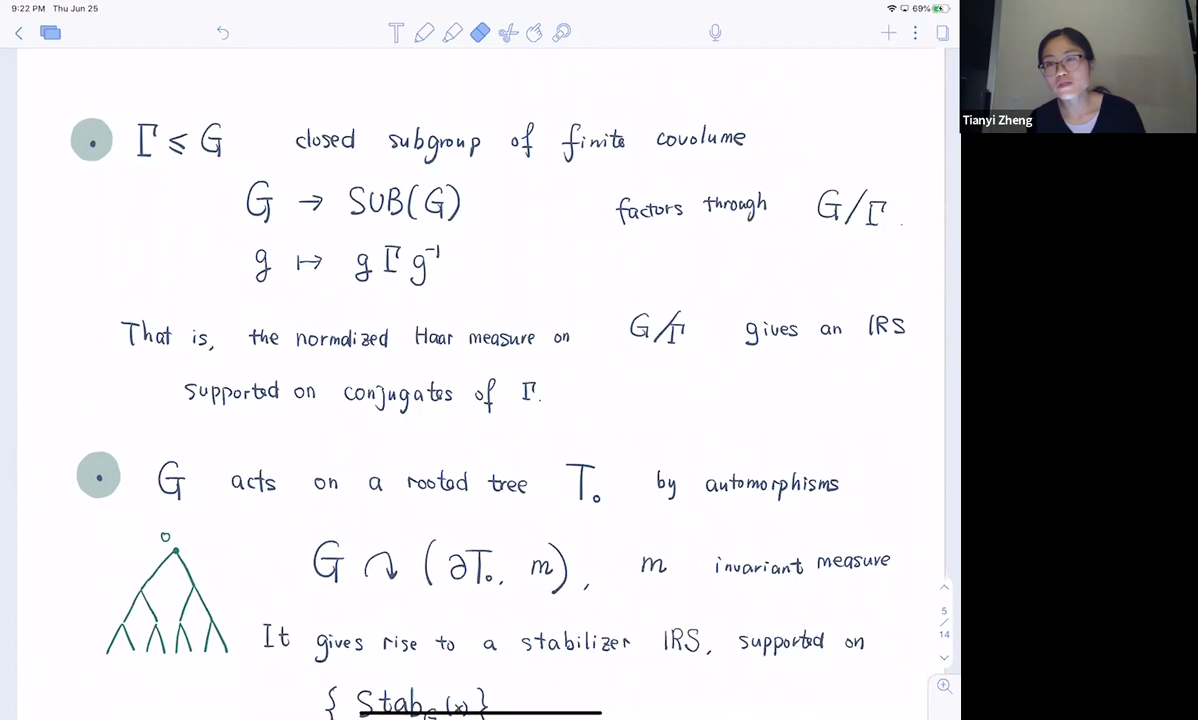 9:22 PM Thu Jun 25
69%
Tianyi Zheng
Γ ≤ G closed subgroup of finite covolume
G → SUB(G) factors through G/Γ.
g ↦ gΓg⁻¹
That is, the normalized Haar measure on G/Γ gives an IRS
supported on conjugates of Γ.
G acts on a rooted tree T₀ by automorphisms
o
G ↷ (∂T₀, m), m invariant measure
It gives rise to a stabilizer IRS, supported on
{ Stab_G(x) }
5
/
14